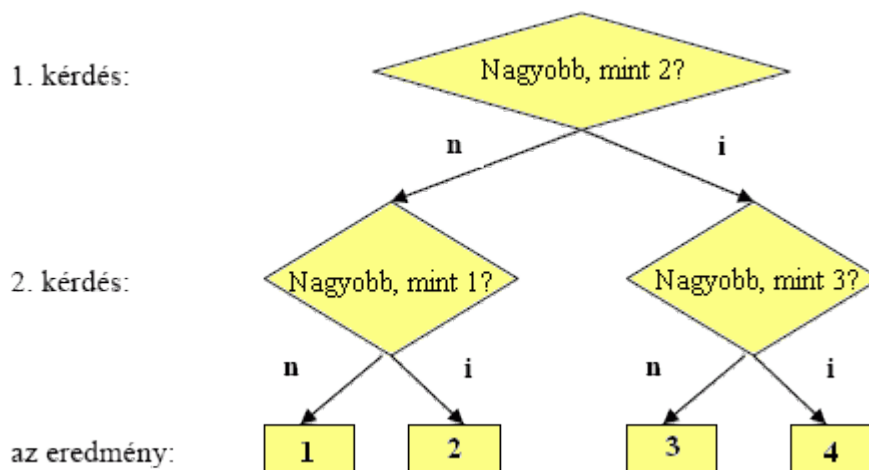 1. kérdés:
Nagyobb, mint 2?
n
i
2. kérdés:
Nagyobb, mint 1?
Nagyobb, mint 3?
n
i
n
i
az eredmény:
1
2
3
4